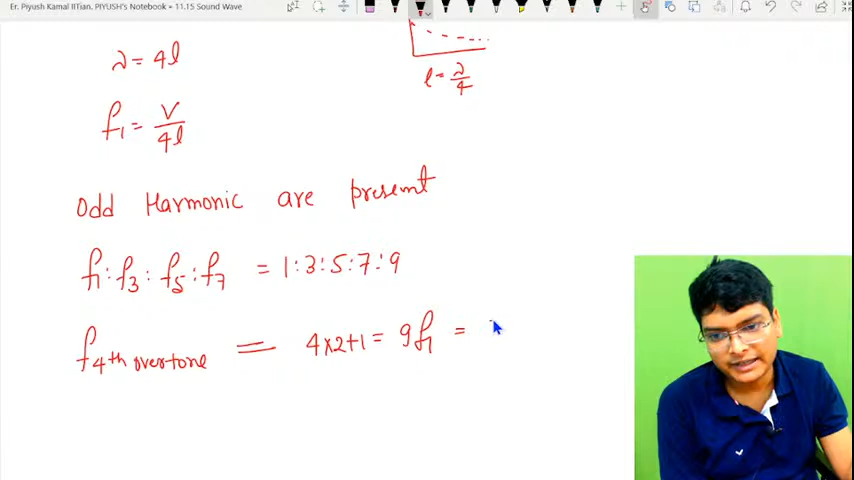 Er. Piyush Kamal IITian. PIYUSH's Notebook » 11.15 Sound Wave
λ = 4l
l = λ/4
f₁ = V/4l
Odd Harmonic are present
f₁ : f₃ : f₅ : f₇ = 1 : 3 : 5 : 7 : 9
f 4th overtone = 4×2+1 = 9f₁ =